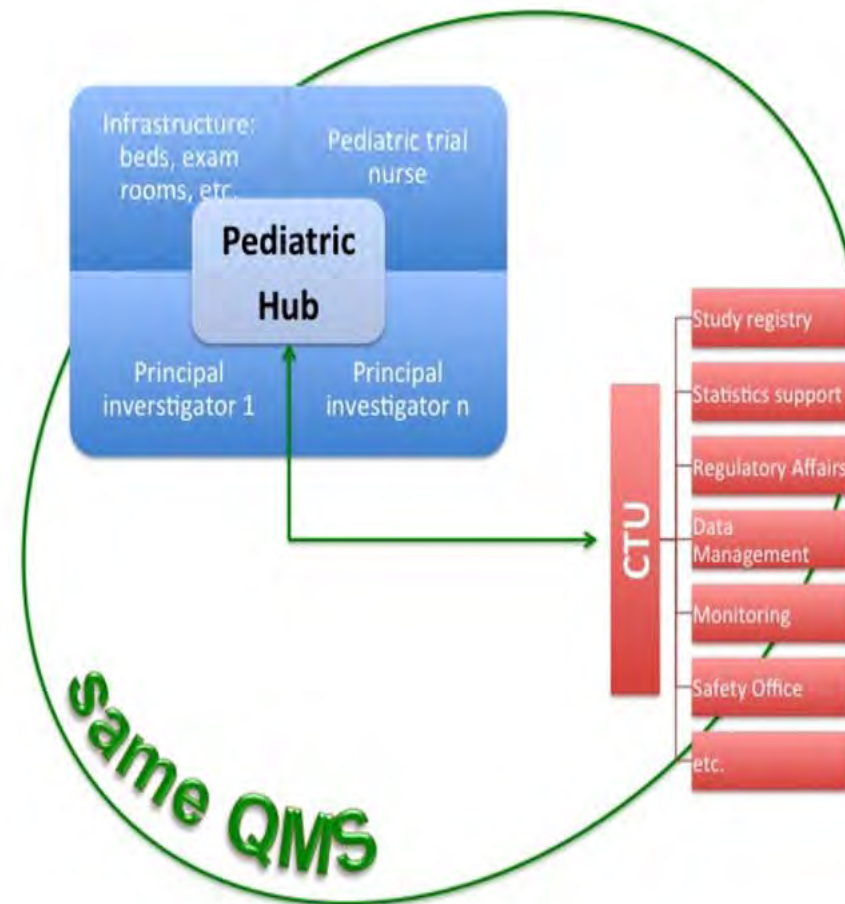 Infrastructure:
beds, exam
rooms, etc.
Pediatric trial
nurse
Pediatric
Hub
Principal
inverstigator 1
Principal
investigator n
CTU
Study registry
Statistics support
Regulatory Affairs
Data
Management
Monitoring
Safety Office
etc.
same QMS